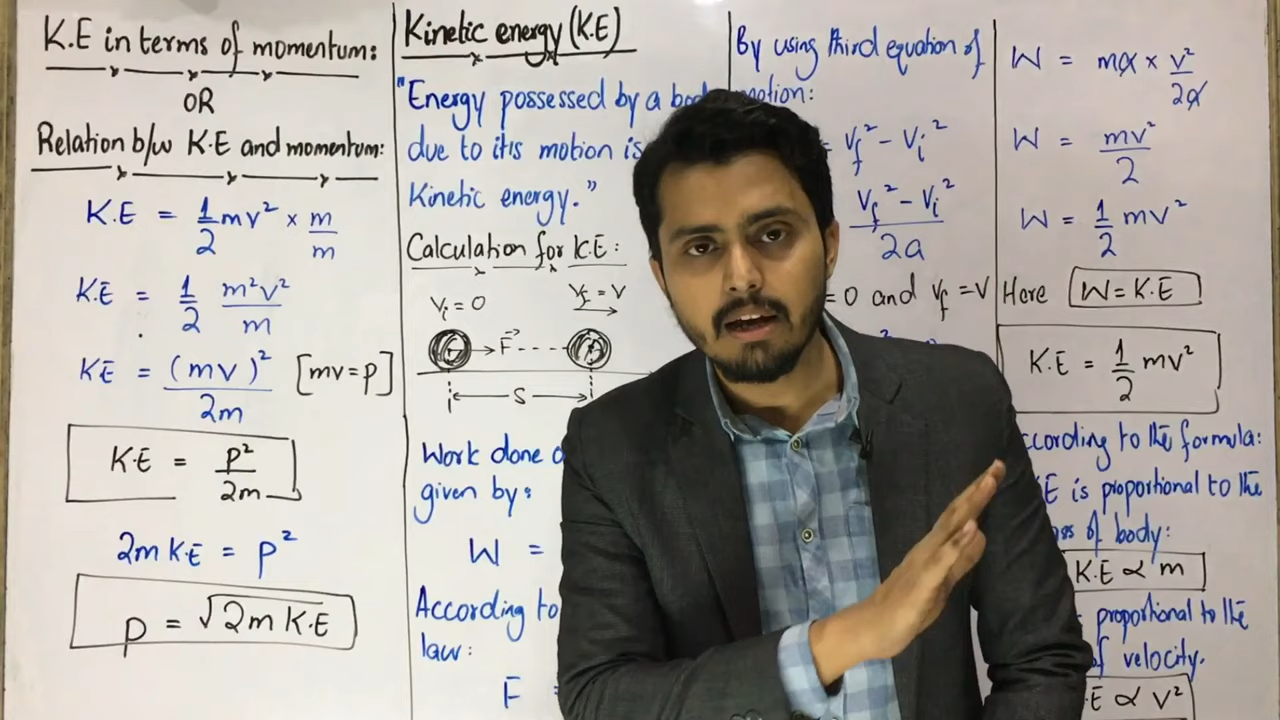 K.E in terms of momentum:
OR
Relation b/w K.E and momentum:
K.E = 1/2 mv² × m/m
K.E = 1/2 m²v²/m
K.E = (mv)²/2m [mv=p]
K.E = P²/2m
2m K.E = p²
p = √2m K.E
Kinetic energy (K.E)
"Energy possessed by a body
due to it's motion is
Kinetic energy."
Calculation for K.E:
Vi = 0
Vf = V
F
S
Work done
given by:
W =
According to
law:
F
By using third equation of
motion:
= Vf² - Vi²
Vf² - Vi²
2a
= 0 and Vf = V
W = ma × v²/2a
W = mv²/2
W = 1/2 mv²
Here W = K.E
K.E = 1/2 mv²
ccording to the formula:
E is proportional to the
of body:
K.E ∝ m
proportional to the
of velocity.
E ∝ V²